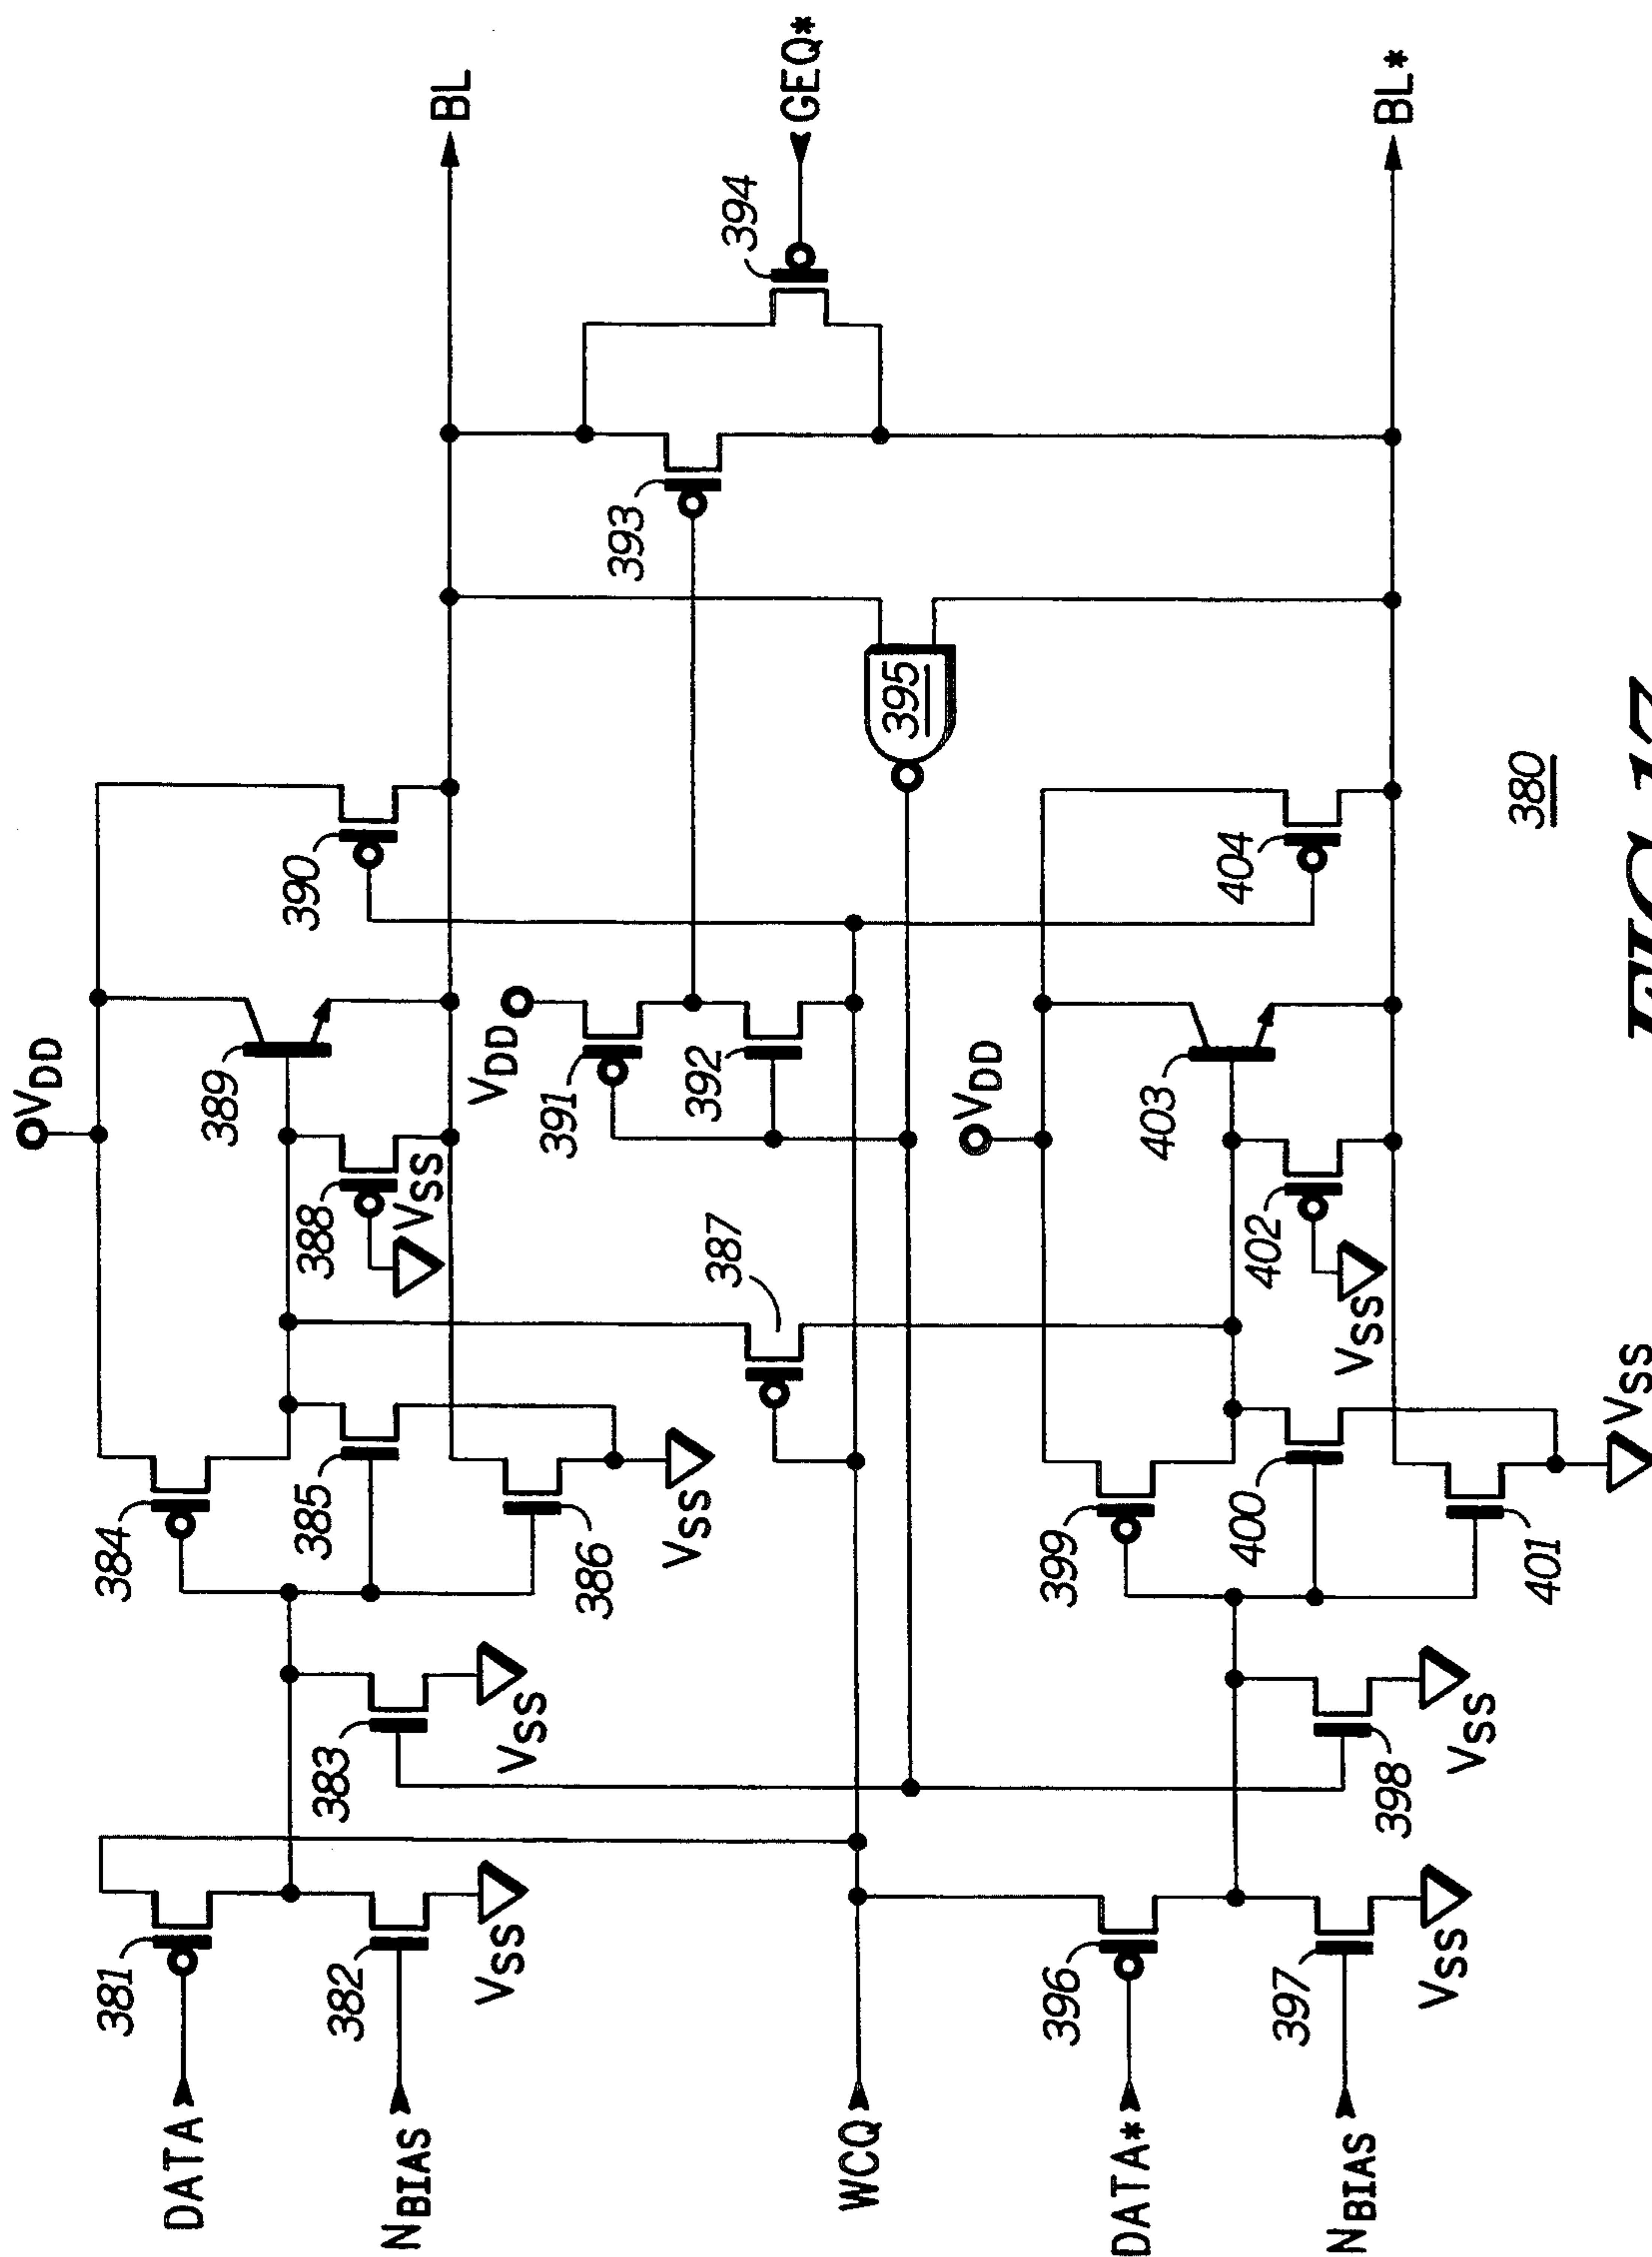 DATA
381
NBIAS
382
VSS
383
VSS
384
385
386
VSS
VDD
389
388
VSS
390
BL
387
VDD
391
392
393
394
GEQ*
395
WCQ
DATA*
396
NBIAS
397
VSS
398
VSS
399
400
401
VSS
VDD
403
402
VSS
404
BL*
380
FIG.17